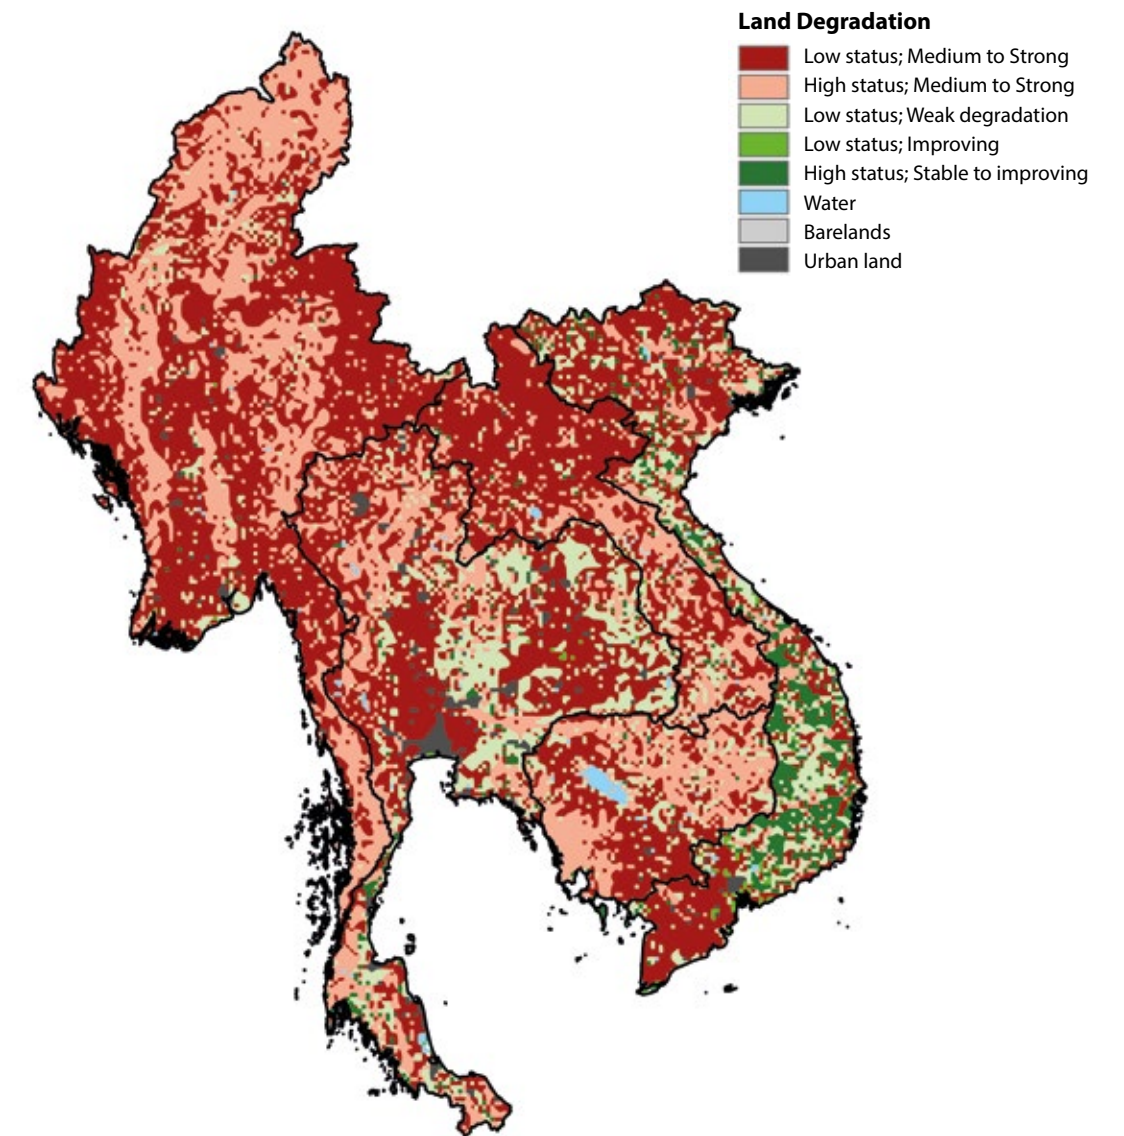 Land Degradation
Low status; Medium to Strong
High status; Medium to Strong
Low status; Weak degradation
Low status; Improving
High status; Stable to improving
Water
Barelands
Urban land